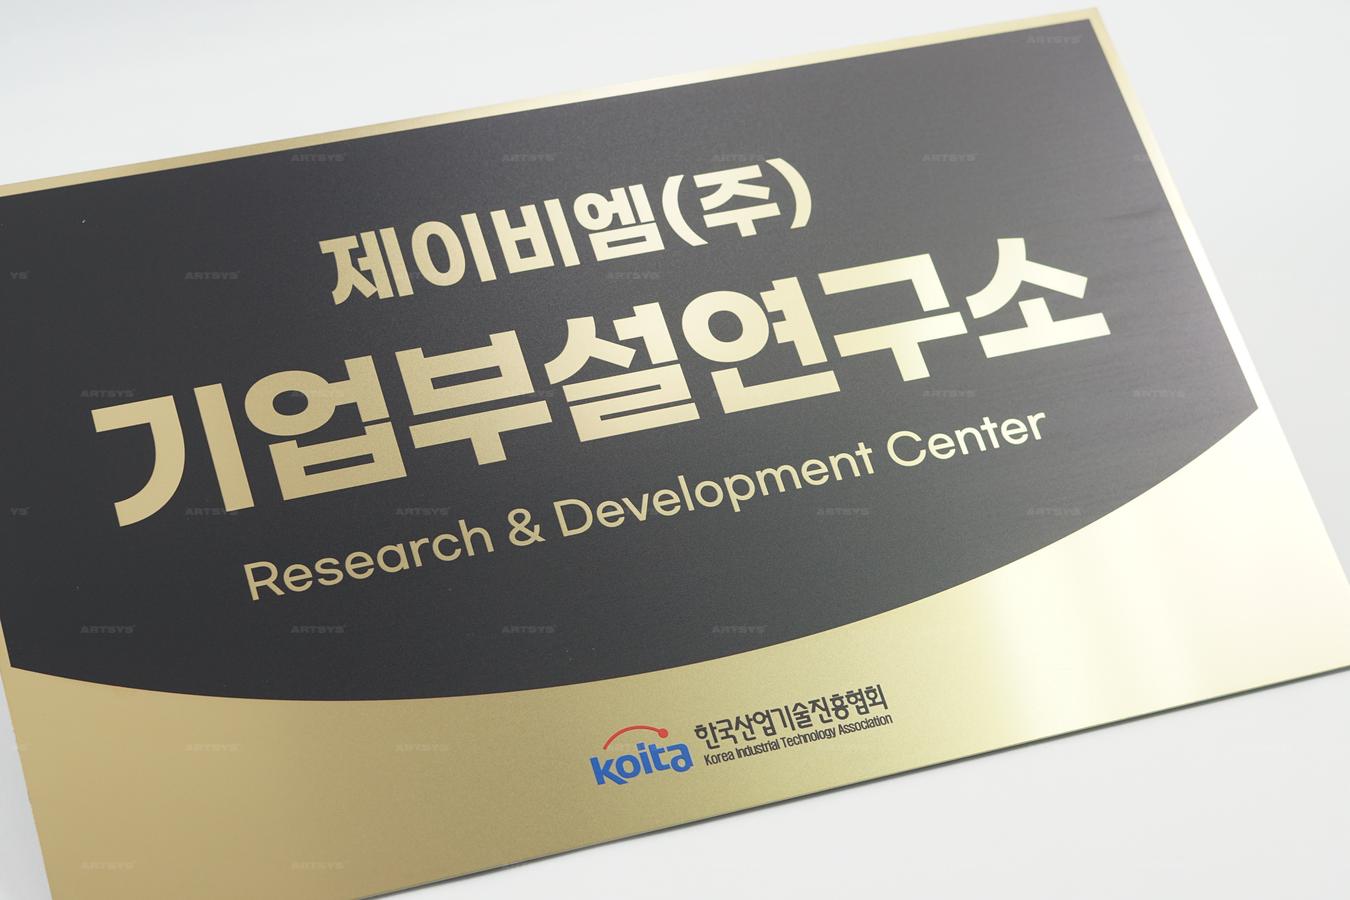 제이비엠(주)
기업부설연구소
Research & Development Center
koita 한국산업기술진흥협회
Korea Industrial Technology Association
ARTSYS